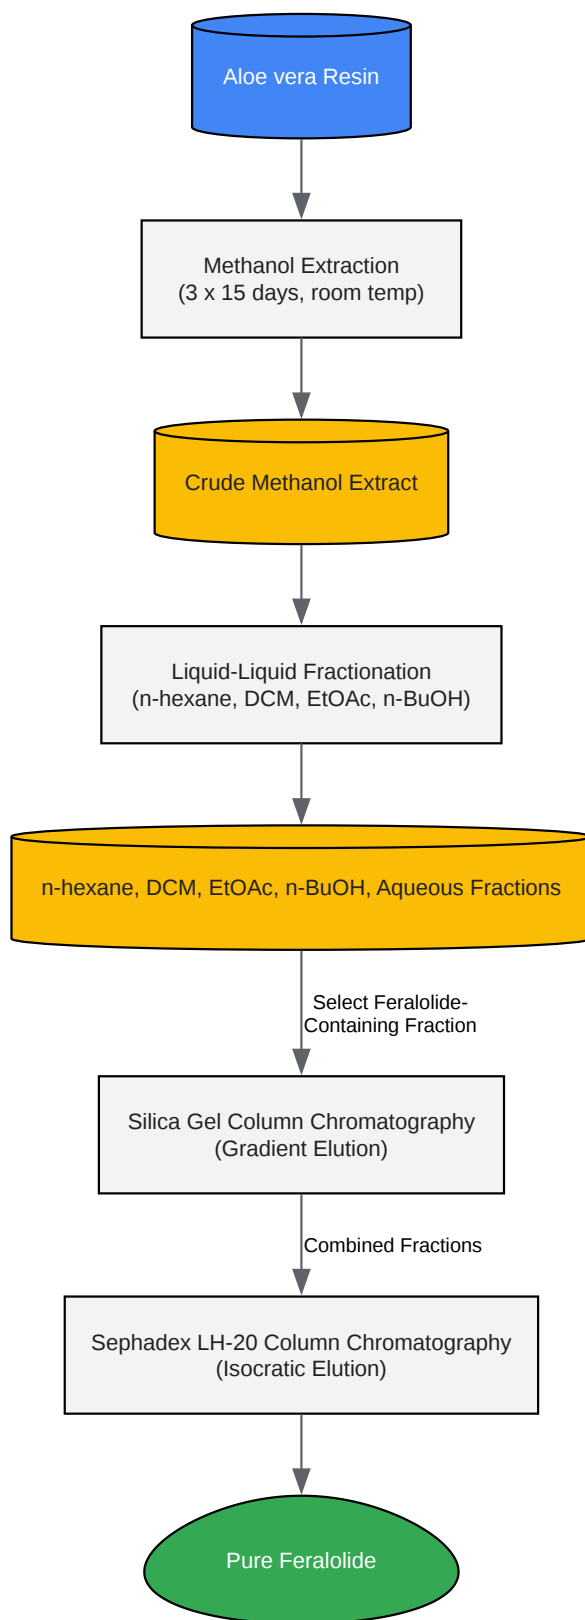 Aloe vera Resin
Methanol Extraction
(3 x 15 days, room temp)
Crude Methanol Extract
Liquid-Liquid Fractionation
(n-hexane, DCM, EtOAc, n-BuOH)
n-hexane, DCM, EtOAc, n-BuOH, Aqueous Fractions
Select Feralolide-
Containing Fraction
Silica Gel Column Chromatography
(Gradient Elution)
Combined Fractions
Sephadex LH-20 Column Chromatography
(Isocratic Elution)
Pure Feralolide